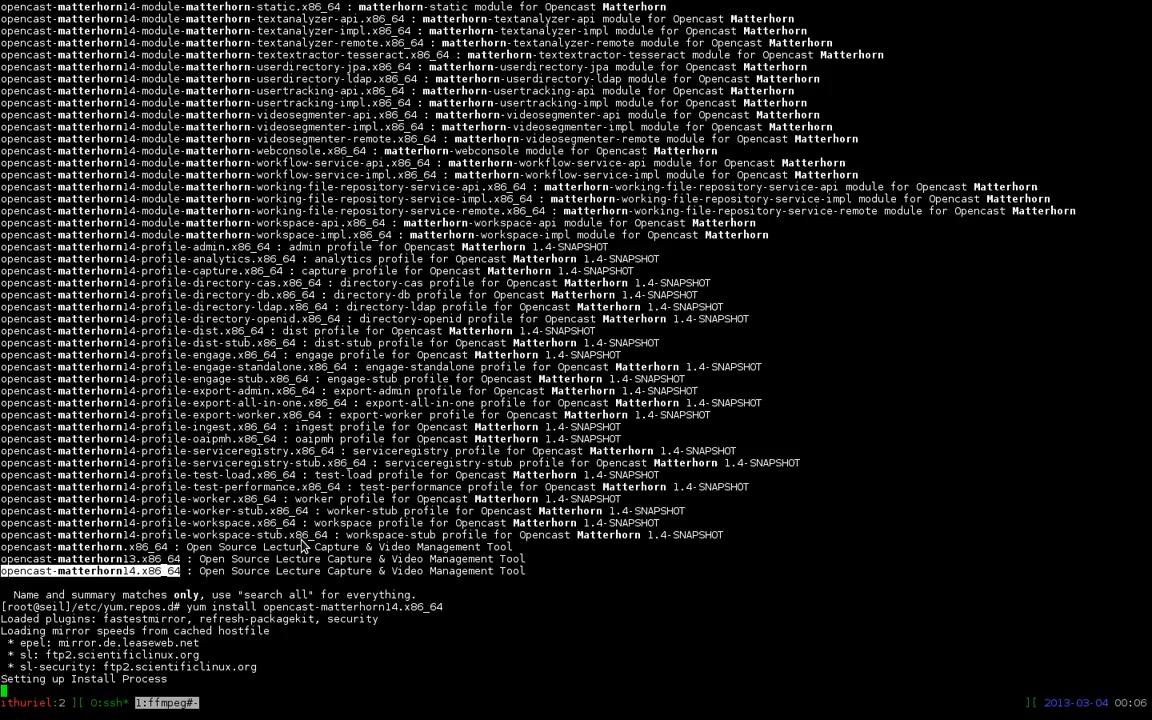 opencast-matterhorn14-module-matterhorn-static.x86_64 : matterhorn-static module for Opencast Matterhorn
opencast-matterhorn14-module-matterhorn-textanalyzer-api.x86_64 : matterhorn-textanalyzer-api module for Opencast Matterhorn
opencast-matterhorn14-module-matterhorn-textanalyzer-impl.x86_64 : matterhorn-textanalyzer-impl module for Opencast Matterhorn
opencast-matterhorn14-module-matterhorn-textanalyzer-remote.x86_64 : matterhorn-textanalyzer-remote module for Opencast Matterhorn
opencast-matterhorn14-module-matterhorn-textextractor-tesseract.x86_64 : matterhorn-textextractor-tesseract module for Opencast Matterhorn
opencast-matterhorn14-module-matterhorn-userdirectory-jpa.x86_64 : matterhorn-userdirectory-jpa module for Opencast Matterhorn
opencast-matterhorn14-module-matterhorn-userdirectory-ldap.x86_64 : matterhorn-userdirectory-ldap module for Opencast Matterhorn
opencast-matterhorn14-module-matterhorn-usertracking-api.x86_64 : matterhorn-usertracking-api module for Opencast Matterhorn
opencast-matterhorn14-module-matterhorn-usertracking-impl.x86_64 : matterhorn-usertracking-impl module for Opencast Matterhorn
opencast-matterhorn14-module-matterhorn-videosegmenter-api.x86_64 : matterhorn-videosegmenter-api module for Opencast Matterhorn
opencast-matterhorn14-module-matterhorn-videosegmenter-impl.x86_64 : matterhorn-videosegmenter-impl module for Opencast Matterhorn
opencast-matterhorn14-module-matterhorn-videosegmenter-remote.x86_64 : matterhorn-videosegmenter-remote module for Opencast Matterhorn
opencast-matterhorn14-module-matterhorn-webconsole.x86_64 : matterhorn-webconsole module for Opencast Matterhorn
opencast-matterhorn14-module-matterhorn-workflow-service-api.x86_64 : matterhorn-workflow-service-api module for Opencast Matterhorn
opencast-matterhorn14-module-matterhorn-workflow-service-impl.x86_64 : matterhorn-workflow-service-impl module for Opencast Matterhorn
opencast-matterhorn14-module-matterhorn-working-file-repository-service-api.x86_64 : matterhorn-working-file-repository-service-api module for Opencast Matterhorn
opencast-matterhorn14-module-matterhorn-working-file-repository-service-impl.x86_64 : matterhorn-working-file-repository-service-impl module for Opencast Matterhorn
opencast-matterhorn14-module-matterhorn-working-file-repository-service-remote.x86_64 : matterhorn-working-file-repository-service-remote module for Opencast Matterhorn
opencast-matterhorn14-module-matterhorn-workspace-api.x86_64 : matterhorn-workspace-api module for Opencast Matterhorn
opencast-matterhorn14-module-matterhorn-workspace-impl.x86_64 : matterhorn-workspace-impl module for Opencast Matterhorn
opencast-matterhorn14-profile-admin.x86_64 : admin profile for Opencast Matterhorn 1.4-SNAPSHOT
opencast-matterhorn14-profile-analytics.x86_64 : analytics profile for Opencast Matterhorn 1.4-SNAPSHOT
opencast-matterhorn14-profile-capture.x86_64 : capture profile for Opencast Matterhorn 1.4-SNAPSHOT
opencast-matterhorn14-profile-directory-cas.x86_64 : directory-cas profile for Opencast Matterhorn 1.4-SNAPSHOT
opencast-matterhorn14-profile-directory-db.x86_64 : directory-db profile for Opencast Matterhorn 1.4-SNAPSHOT
opencast-matterhorn14-profile-directory-ldap.x86_64 : directory-ldap profile for Opencast Matterhorn 1.4-SNAPSHOT
opencast-matterhorn14-profile-directory-openid.x86_64 : directory-openid profile for Opencast Matterhorn 1.4-SNAPSHOT
opencast-matterhorn14-profile-dist.x86_64 : dist profile for Opencast Matterhorn 1.4-SNAPSHOT
opencast-matterhorn14-profile-dist-stub.x86_64 : dist-stub profile for Opencast Matterhorn 1.4-SNAPSHOT
opencast-matterhorn14-profile-engage.x86_64 : engage profile for Opencast Matterhorn 1.4-SNAPSHOT
opencast-matterhorn14-profile-engage-standalone.x86_64 : engage-standalone profile for Opencast Matterhorn 1.4-SNAPSHOT
opencast-matterhorn14-profile-engage-stub.x86_64 : engage-stub profile for Opencast Matterhorn 1.4-SNAPSHOT
opencast-matterhorn14-profile-export-admin.x86_64 : export-admin profile for Opencast Matterhorn 1.4-SNAPSHOT
opencast-matterhorn14-profile-export-all-in-one.x86_64 : export-all-in-one profile for Opencast Matterhorn 1.4-SNAPSHOT
opencast-matterhorn14-profile-export-worker.x86_64 : export-worker profile for Opencast Matterhorn 1.4-SNAPSHOT
opencast-matterhorn14-profile-ingest.x86_64 : ingest profile for Opencast Matterhorn 1.4-SNAPSHOT
opencast-matterhorn14-profile-oaipmh.x86_64 : oaipmh profile for Opencast Matterhorn 1.4-SNAPSHOT
opencast-matterhorn14-profile-serviceregistry.x86_64 : serviceregistry profile for Opencast Matterhorn 1.4-SNAPSHOT
opencast-matterhorn14-profile-serviceregistry-stub.x86_64 : serviceregistry-stub profile for Opencast Matterhorn 1.4-SNAPSHOT
opencast-matterhorn14-profile-test-load.x86_64 : test-load profile for Opencast Matterhorn 1.4-SNAPSHOT
opencast-matterhorn14-profile-test-performance.x86_64 : test-performance profile for Opencast Matterhorn 1.4-SNAPSHOT
opencast-matterhorn14-profile-worker.x86_64 : worker profile for Opencast Matterhorn 1.4-SNAPSHOT
opencast-matterhorn14-profile-worker-stub.x86_64 : worker-stub profile for Opencast Matterhorn 1.4-SNAPSHOT
opencast-matterhorn14-profile-workspace.x86_64 : workspace profile for Opencast Matterhorn 1.4-SNAPSHOT
opencast-matterhorn14-profile-workspace-stub.x86_64 : workspace-stub profile for Opencast Matterhorn 1.4-SNAPSHOT
opencast-matterhorn.x86_64 : Open Source Lecture Capture & Video Management Tool
opencast-matterhorn13.x86_64 : Open Source Lecture Capture & Video Management Tool
opencast-matterhorn14.x86_64 : Open Source Lecture Capture & Video Management Tool
Name and summary matches only, use "search all" for everything.
[root@seil]/etc/yum.repos.d# yum install opencast-matterhorn14.x86_64
Loaded plugins: fastestmirror, refresh-packagekit, security
Loading mirror speeds from cached hostfile
* epel: mirror.de.leaseweb.net
* sl: ftp2.scientificlinux.org
* sl-security: ftp2.scientificlinux.org
Setting up Install Process
ithuriel:2 ][ 0:ssh* 1:ffmpeg#- ][ 2013-03-04 00:06